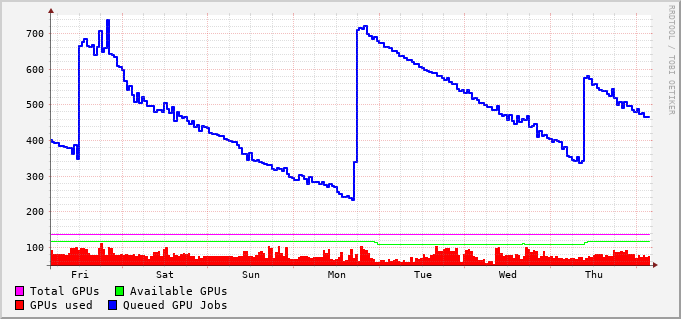 RRDTOOL / TOBI OETIKER
700
600
500
400
300
200
100
Fri Sat Sun Mon Tue Wed Thu
Total GPUs Available GPUs
GPUs used Queued GPU Jobs